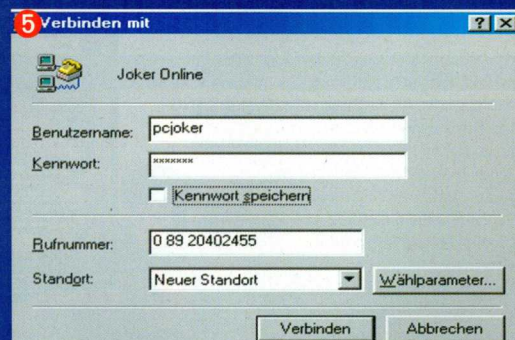 5 Verbinden mit
Joker Online
Benutzername: pcjoker
Kennwort: *******
Kennwort speichern
Rufnummer: 0 89 20402455
Standort: Neuer Standort Wählparameter...
Verbinden Abbrechen